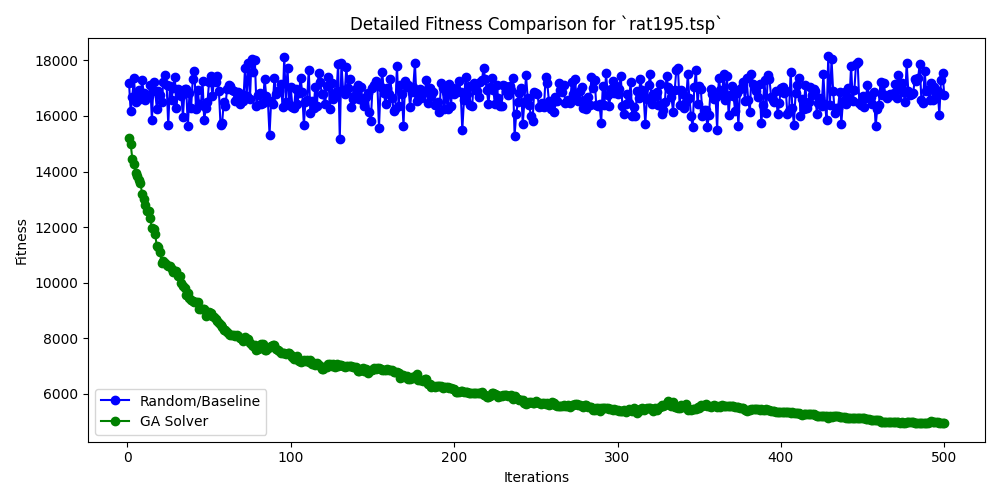 Detailed Fitness Comparison for `rat195.tsp`
Fitness
18000
16000
14000
12000
10000
8000
6000
Random/Baseline
GA Solver
0 100 200 300 400 500
Iterations